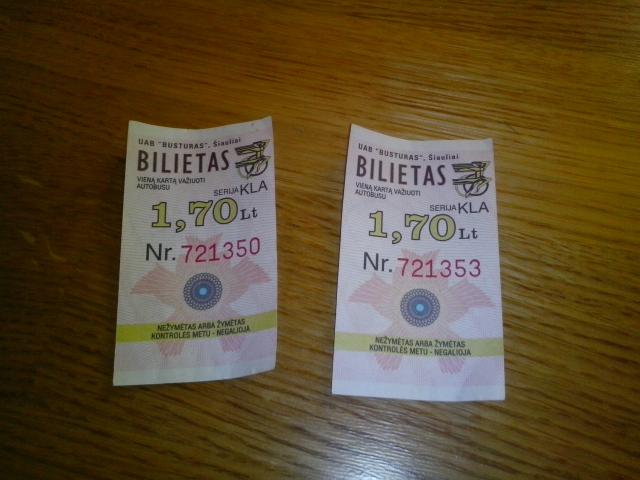 UAB "BUSTURAS", Šiauliai
BILIETAS
VIENĄ KARTĄ VAŽIUOTI
AUTOBUSU
SERIJA KLA
1,70 Lt
Nr. 721350
NEŽYMĖTAS ARBA ŽYMĖTAS
KONTROLĖS METU - NEGALIOJA
UAB "BUSTURAS", Šiauliai
BILIETAS
VIENĄ KARTĄ VAŽIUOTI
AUTOBUSU
SERIJA KLA
1,70 Lt
Nr. 721353
NEŽYMĖTAS ARBA ŽYMĖTAS
KONTROLĖS METU - NEGALIOJA